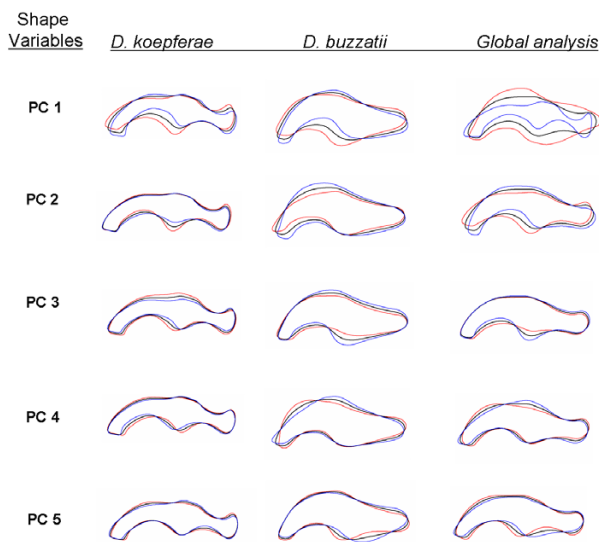 Shape
Variables
D. koepferae
D. buzzatii
Global analysis
PC 1
PC 2
PC 3
PC 4
PC 5